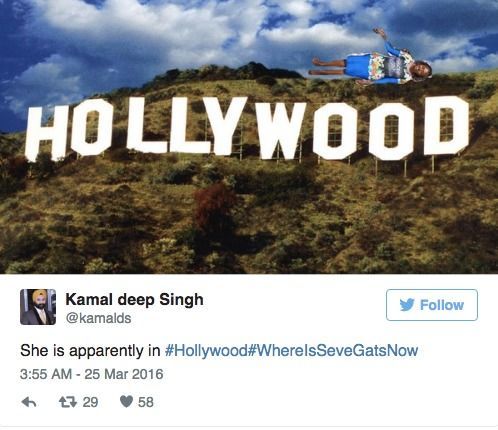 HOLLYWOOD
Kamal deep Singh
@kamalds
Follow
She is apparently in #Hollywood#WhereIsSeveGatsNow
3:55 AM - 25 Mar 2016
29 58